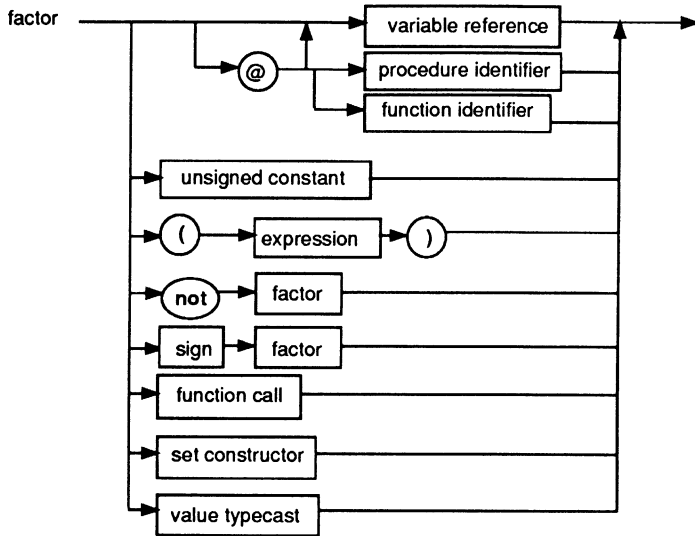 factor
variable reference
@
procedure identifier
function identifier
unsigned constant
( expression )
not factor
sign factor
function call
set constructor
value typecast